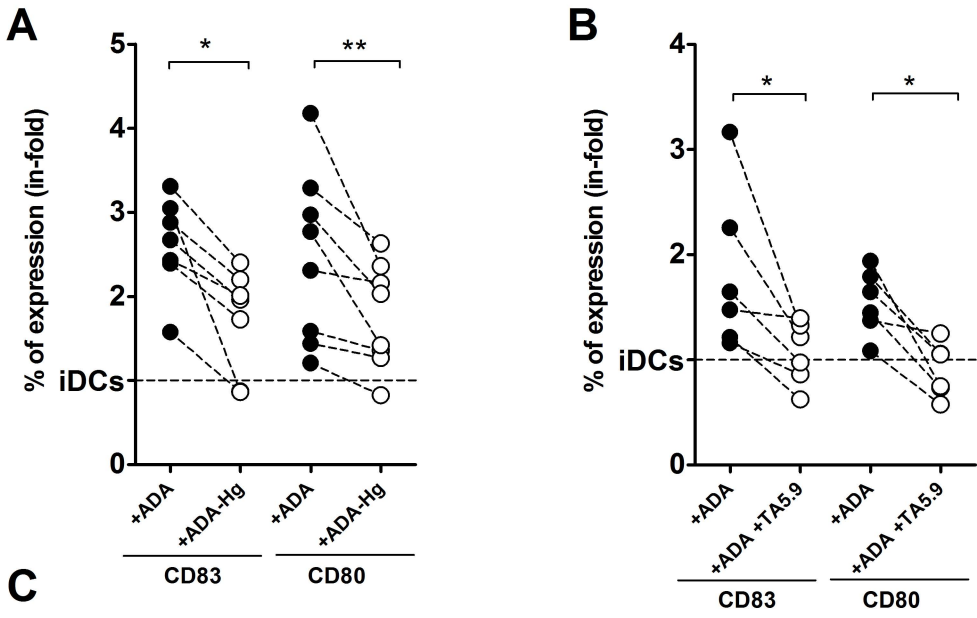 A
B
% of expression (in-fold)
5
4
3
2
iDCs
0
*
**
+ADA
+ADA-Hg
+ADA
+ADA-Hg
CD83
CD80
% of expression (in-fold)
4
3
2
iDCs
0
*
*
+ADA
+ADA +TA5.9
+ADA
+ADA +TA5.9
CD83
CD80
C